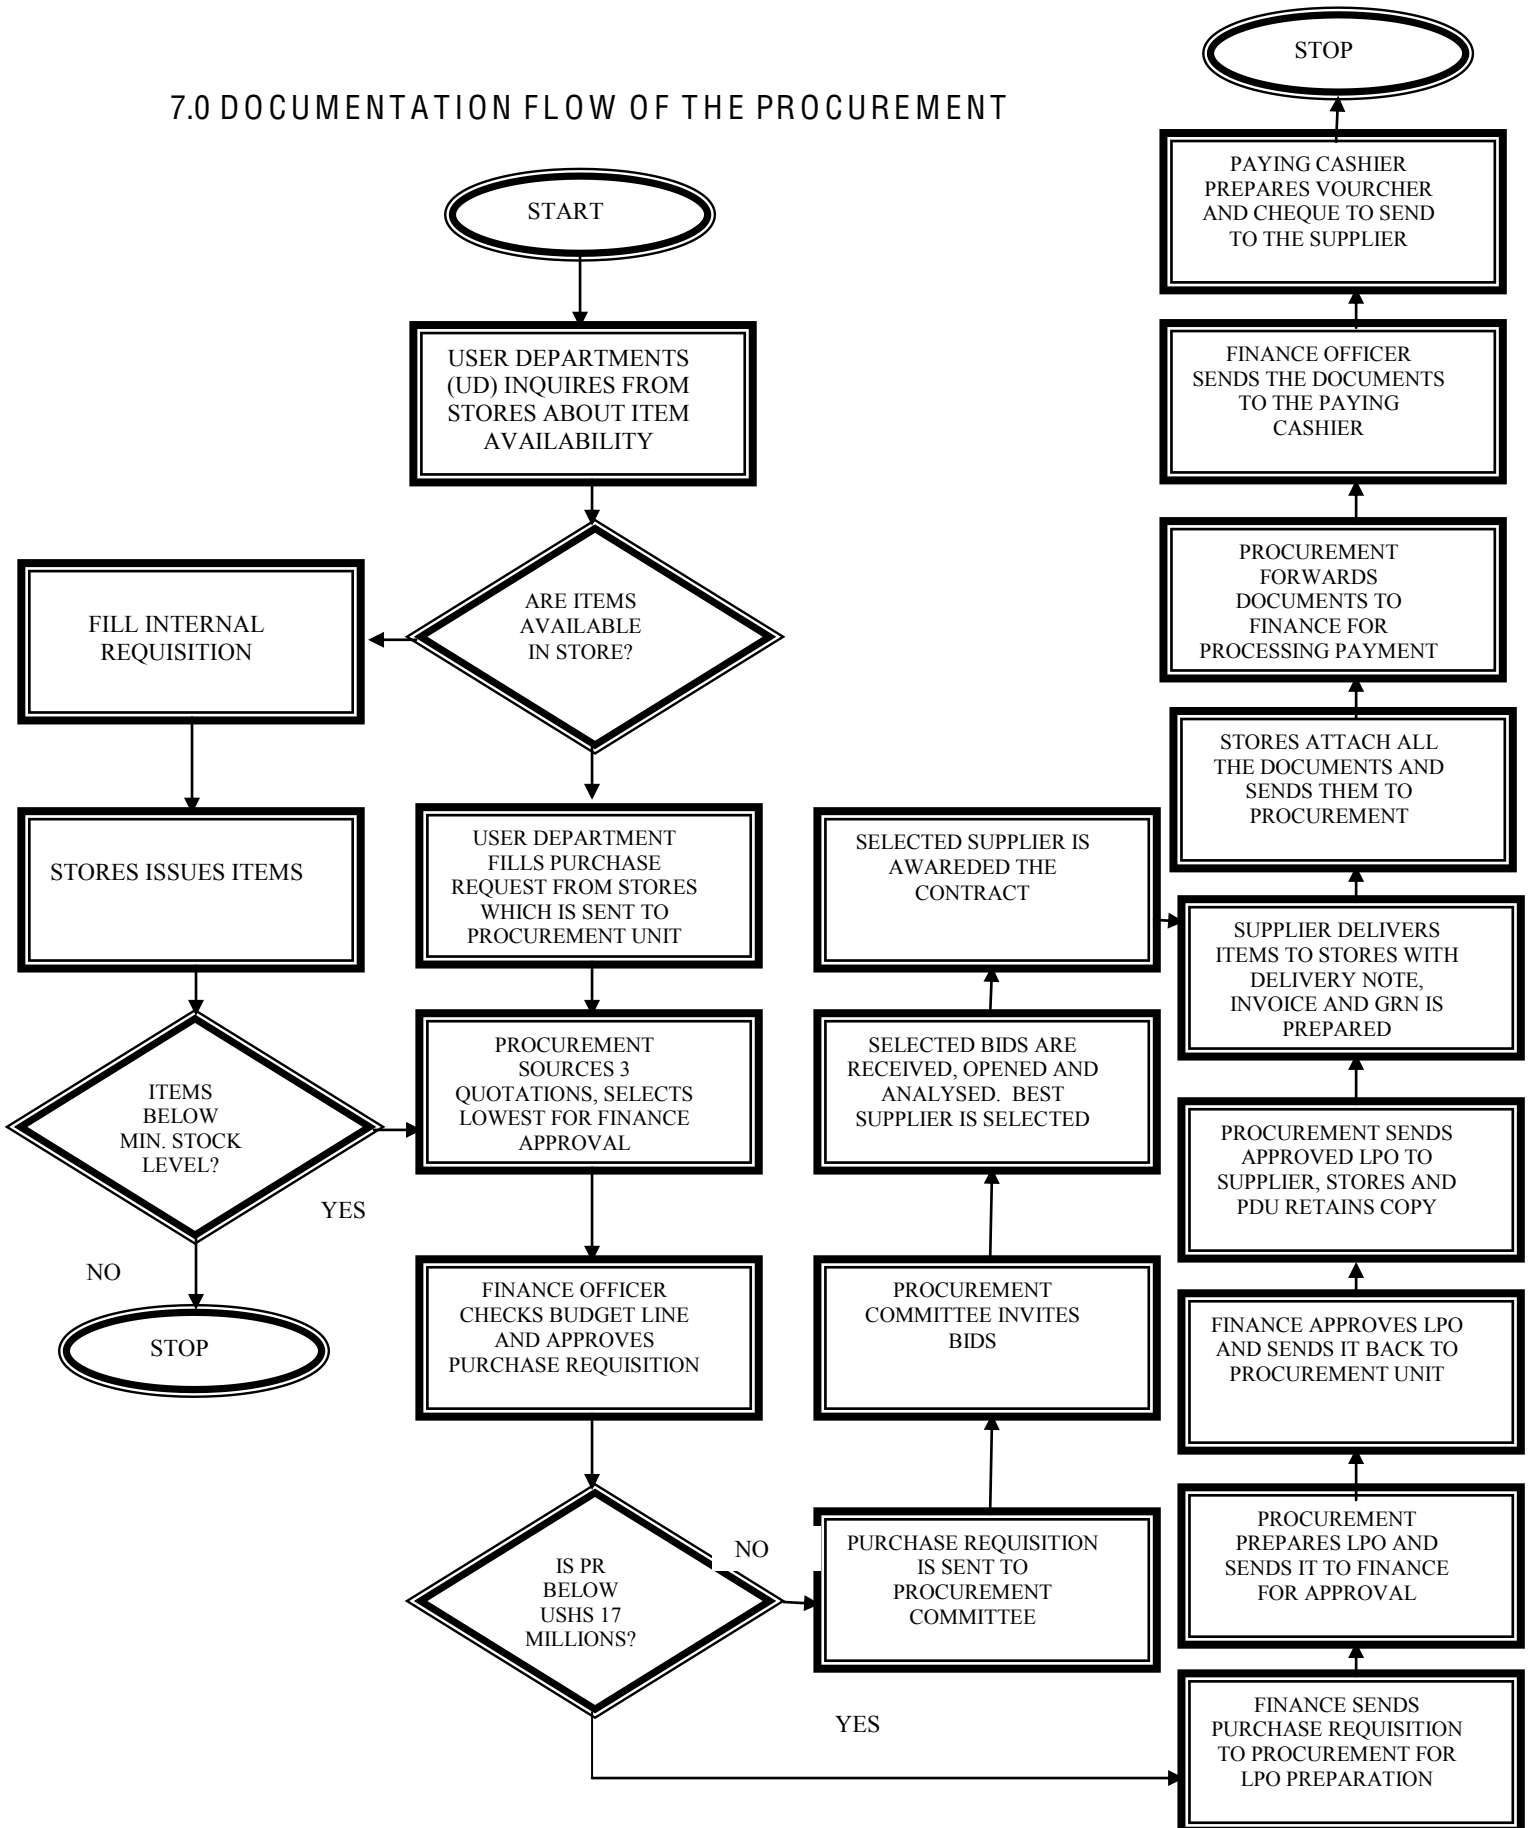 7.0 DOCUMENTATION FLOW OF THE PROCUREMENT
START
USER DEPARTMENTS
(UD) INQUIRES FROM
STORES ABOUT ITEM
AVAILABILITY
ARE ITEMS
AVAILABLE
IN STORE?
FILL INTERNAL
REQUISITION
STORES ISSUES ITEMS
ITEMS
BELOW
MIN. STOCK
LEVEL?
YES
NO
STOP
USER DEPARTMENT
FILLS PURCHASE
REQUEST FROM STORES
WHICH IS SENT TO
PROCUREMENT UNIT
PROCUREMENT
SOURCES 3
QUOTATIONS, SELECTS
LOWEST FOR FINANCE
APPROVAL
FINANCE OFFICER
CHECKS BUDGET LINE
AND APPROVES
PURCHASE REQUISITION
IS PR
BELOW
USHS 17
MILLIONS?
NO
YES
PURCHASE REQUISITION
IS SENT TO
PROCUREMENT
COMMITTEE
PROCUREMENT
COMMITTEE INVITES
BIDS
SELECTED BIDS ARE
RECEIVED, OPENED AND
ANALYSED. BEST
SUPPLIER IS SELECTED
SELECTED SUPPLIER IS
AWAREDED THE
CONTRACT
FINANCE SENDS
PURCHASE REQUISITION
TO PROCUREMENT FOR
LPO PREPARATION
PROCUREMENT
PREPARES LPO AND
SENDS IT TO FINANCE
FOR APPROVAL
FINANCE APPROVES LPO
AND SENDS IT BACK TO
PROCUREMENT UNIT
PROCUREMENT SENDS
APPROVED LPO TO
SUPPLIER, STORES AND
PDU RETAINS COPY
SUPPLIER DELIVERS
ITEMS TO STORES WITH
DELIVERY NOTE,
INVOICE AND GRN IS
PREPARED
STORES ATTACH ALL
THE DOCUMENTS AND
SENDS THEM TO
PROCUREMENT
PROCUREMENT
FORWARDS
DOCUMENTS TO
FINANCE FOR
PROCESSING PAYMENT
FINANCE OFFICER
SENDS THE DOCUMENTS
TO THE PAYING
CASHIER
PAYING CASHIER
PREPARES VOURCHER
AND CHEQUE TO SEND
TO THE SUPPLIER
STOP